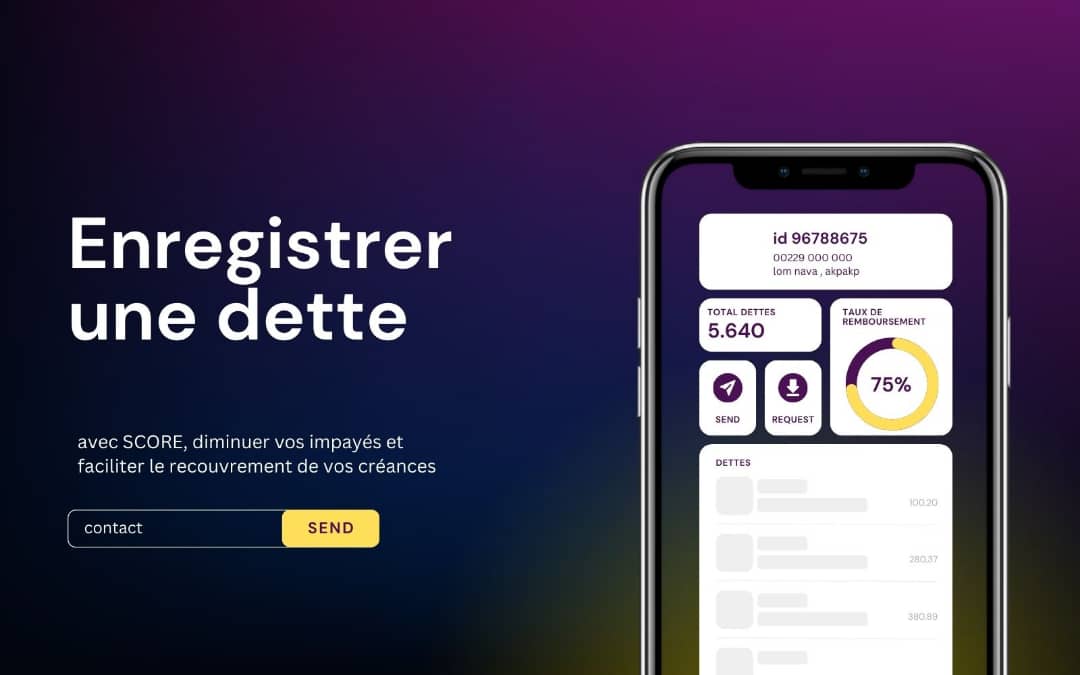 Enregistrer
une dette
avec SCORE, diminuer vos impayés et
faciliter le recouvrement de vos créances
contact
SEND
id 96788675
00229 000 000
lom nava , akpakp
TOTAL DETTES
5.640
TAUX DE
REMBOURSEMENT
75%
SEND
REQUEST
DETTES
100.20
280.37
380.89